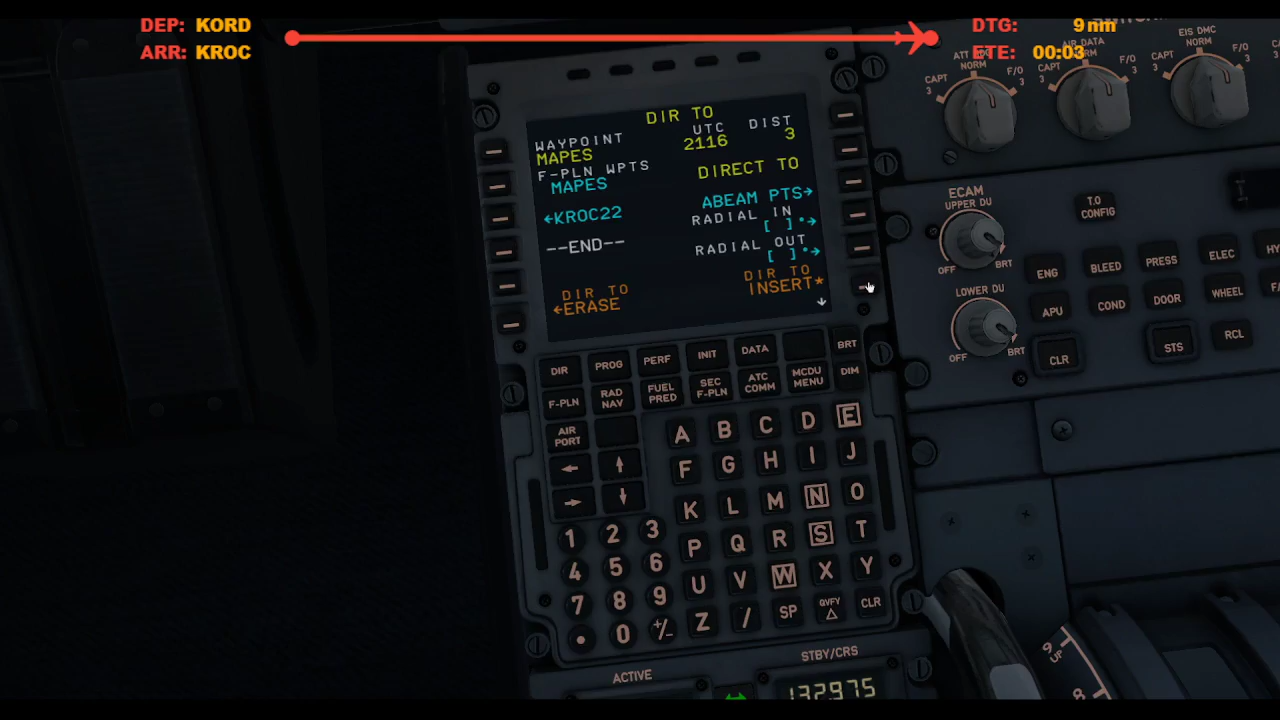 DEP: KORD
ARR: KROC
DTG: 9 nm
ETE: 00:03
ATT NORM
CAPT 3
F/O 3
AIR DATA
CAPT 3
F/O 3
EIS DMC
NORM
CAPT 3
F/O
DIR TO
WAYPOINT UTC DIST
MAPES 2116 3
F-PLN WPTS
MAPES DIRECT TO
←KROC22 ABEAM PTS→
RADIAL IN
[ ]°→
--END-- RADIAL OUT
[ ]°→
DIR TO DIR TO
←ERASE INSERT*
↓
ECAM
UPPER DU
OFF BRT
LOWER DU
OFF BRT
T.O CONFIG
ENG BLEED PRESS ELEC HY
APU COND DOOR WHEEL F/
CLR STS RCL
DIR PROG PERF INIT DATA BRT
F-PLN RAD NAV FUEL PRED SEC F-PLN ATC COMM MCDU MENU DIM
AIR PORT
← ↑
→ ↓
A B C D E
F G H I J
K L M N O
P Q R S T
U V W X Y
Z / SP OVFY Δ CLR
1 2 3
4 5 6
7 8 9
. 0 +/-
ACTIVE STBY/CRS
132.975
9
UP
8